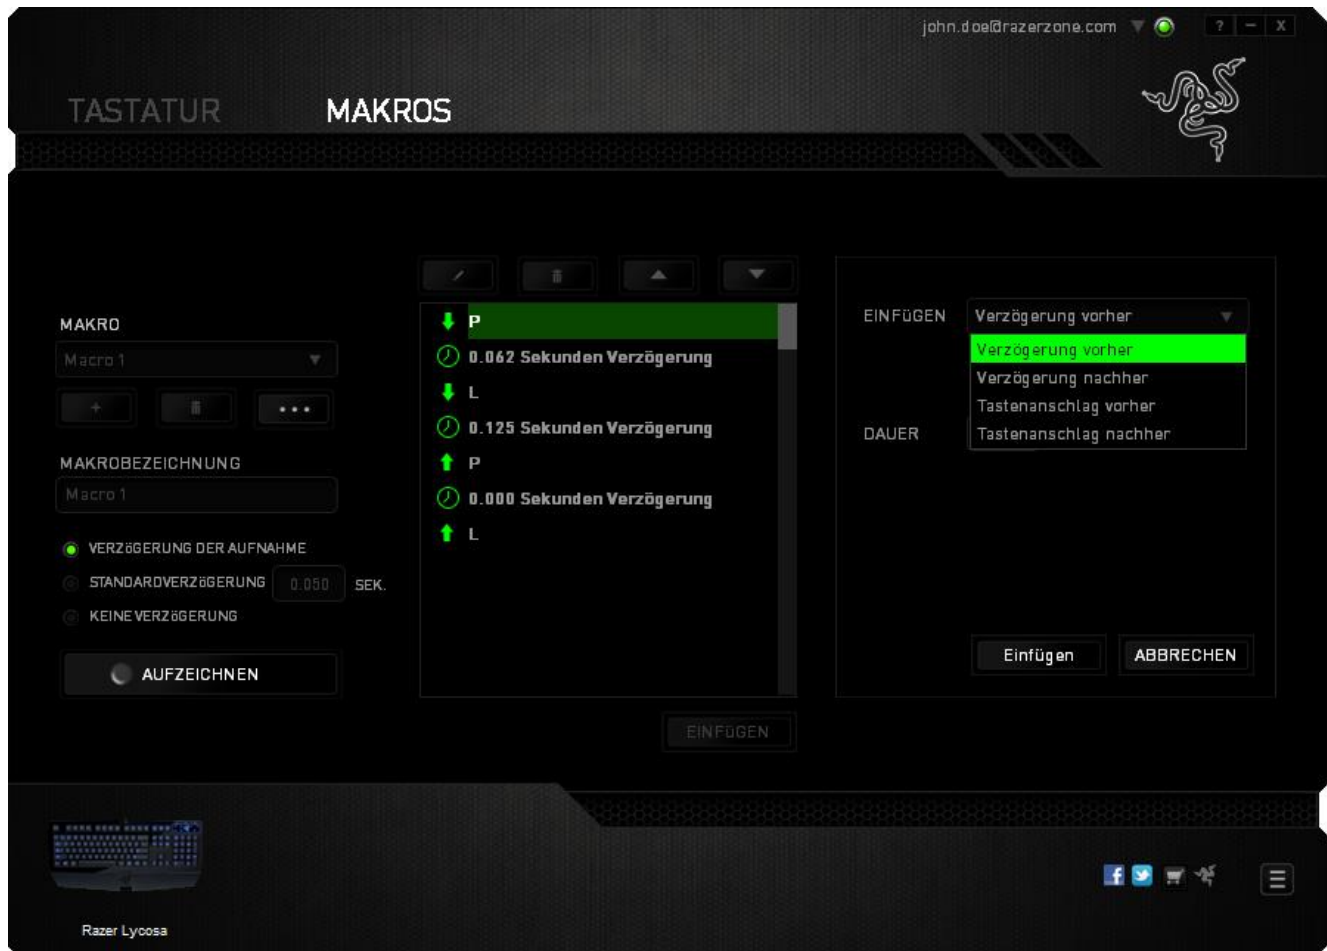 john.doe@razerzone.com
? – X
TASTATUR MAKROS
MAKRO
Macro 1
+
...
MAKROBEZEICHNUNG
Macro 1
VERZöGERUNG DER AUFNAHME
STANDARDVERZöGERUNG 0.050 SEK.
KEINE VERZöGERUNG
AUFZEICHNEN
P
0.062 Sekunden Verzögerung
L
0.125 Sekunden Verzögerung
P
0.000 Sekunden Verzögerung
L
EINFüGEN
EINFüGEN Verzögerung vorher
Verzögerung vorher
Verzögerung nachher
Tastenanschlag vorher
Tastenanschlag nachher
DAUER
Einfügen ABBRECHEN
Razer Lycosa